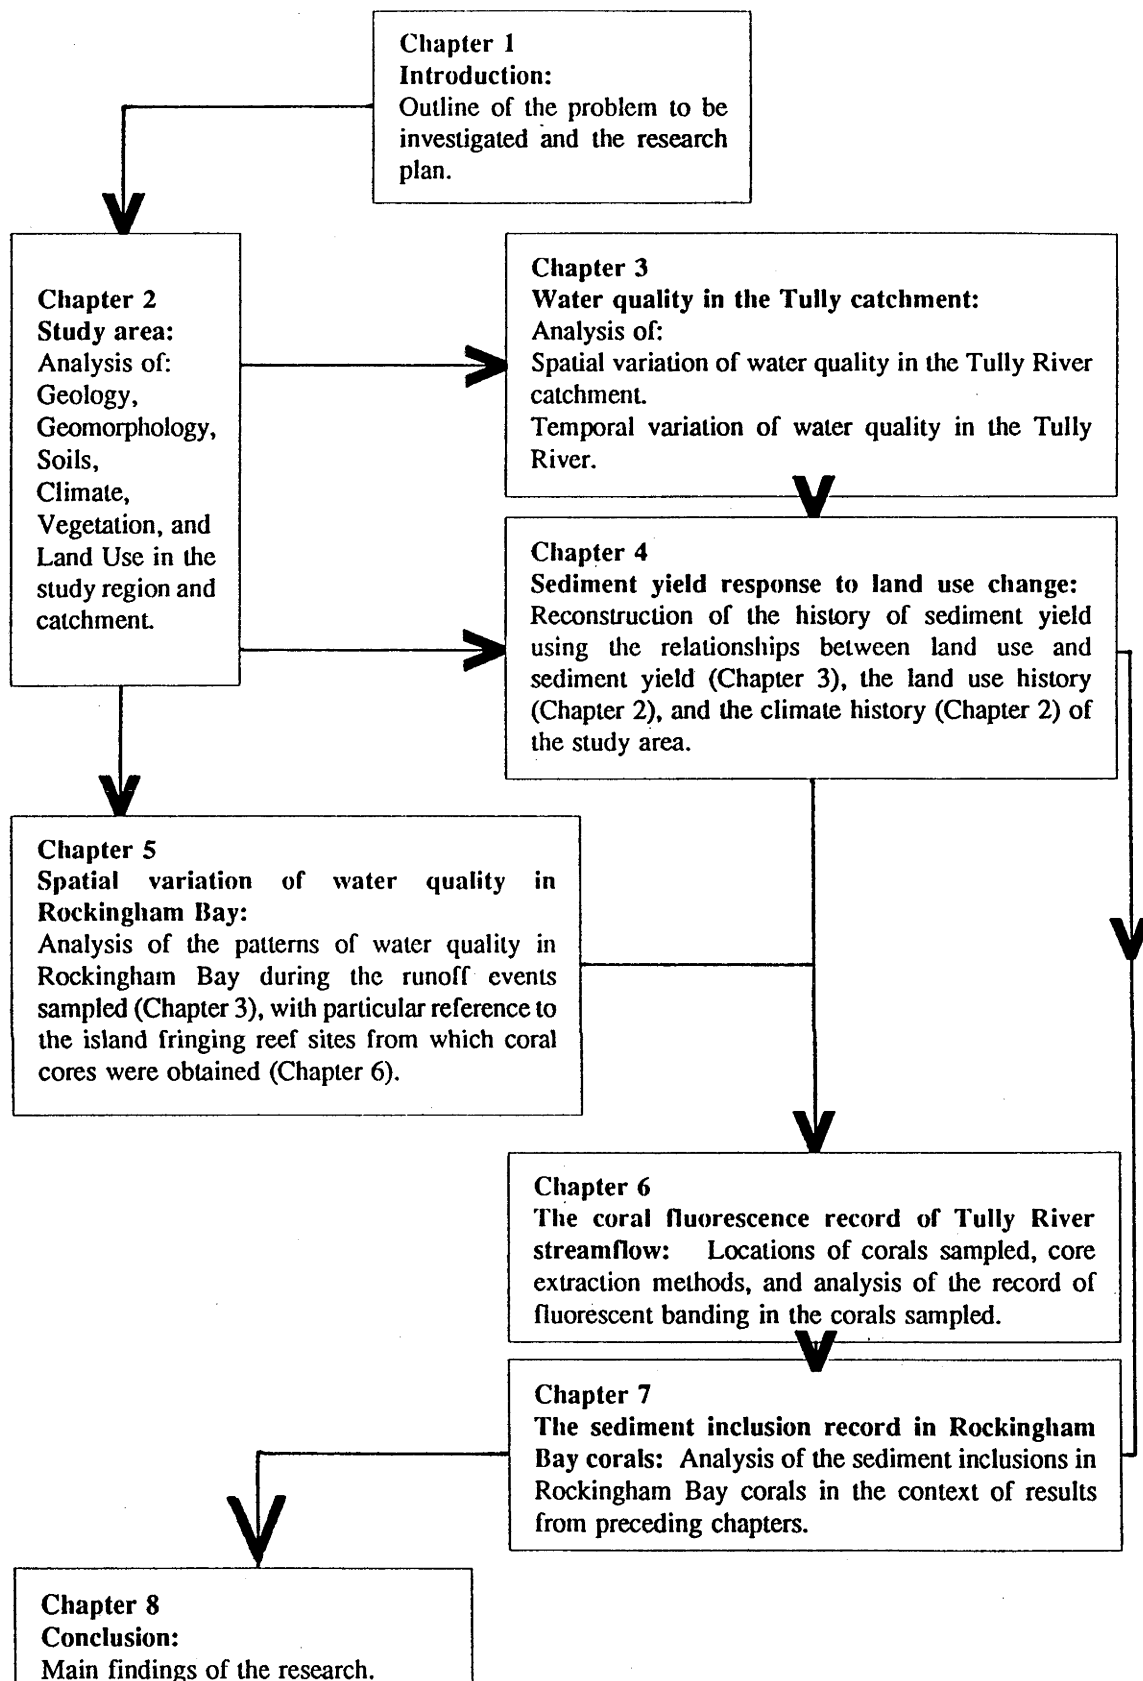 Chapter 1
Introduction:
Outline of the problem to be
investigated and the research
plan.
Chapter 2
Study area:
Analysis of:
Geology,
Geomorphology,
Soils,
Climate,
Vegetation, and
Land Use in the
study region and
catchment.
Chapter 3
Water quality in the Tully catchment:
Analysis of:
Spatial variation of water quality in the Tully River
catchment.
Temporal variation of water quality in the Tully
River.
Chapter 4
Sediment yield response to land use change:
Reconstruction of the history of sediment yield
using the relationships between land use and
sediment yield (Chapter 3), the land use history
(Chapter 2), and the climate history (Chapter 2) of
the study area.
Chapter 5
Spatial variation of water quality in
Rockingham Bay:
Analysis of the patterns of water quality in
Rockingham Bay during the runoff events
sampled (Chapter 3), with particular reference to
the island fringing reef sites from which coral
cores were obtained (Chapter 6).
Chapter 6
The coral fluorescence record of Tully River
streamflow: Locations of corals sampled, core
extraction methods, and analysis of the record of
fluorescent banding in the corals sampled.
Chapter 7
The sediment inclusion record in Rockingham
Bay corals: Analysis of the sediment inclusions in
Rockingham Bay corals in the context of results
from preceding chapters.
Chapter 8
Conclusion:
Main findings of the research.